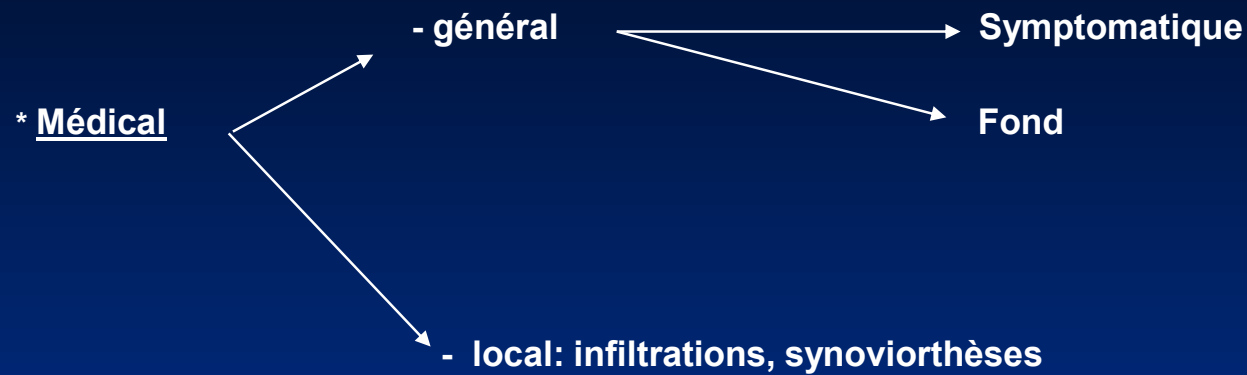 - général
Symptomatique
* Médical
Fond
- local: infiltrations, synoviorthèses